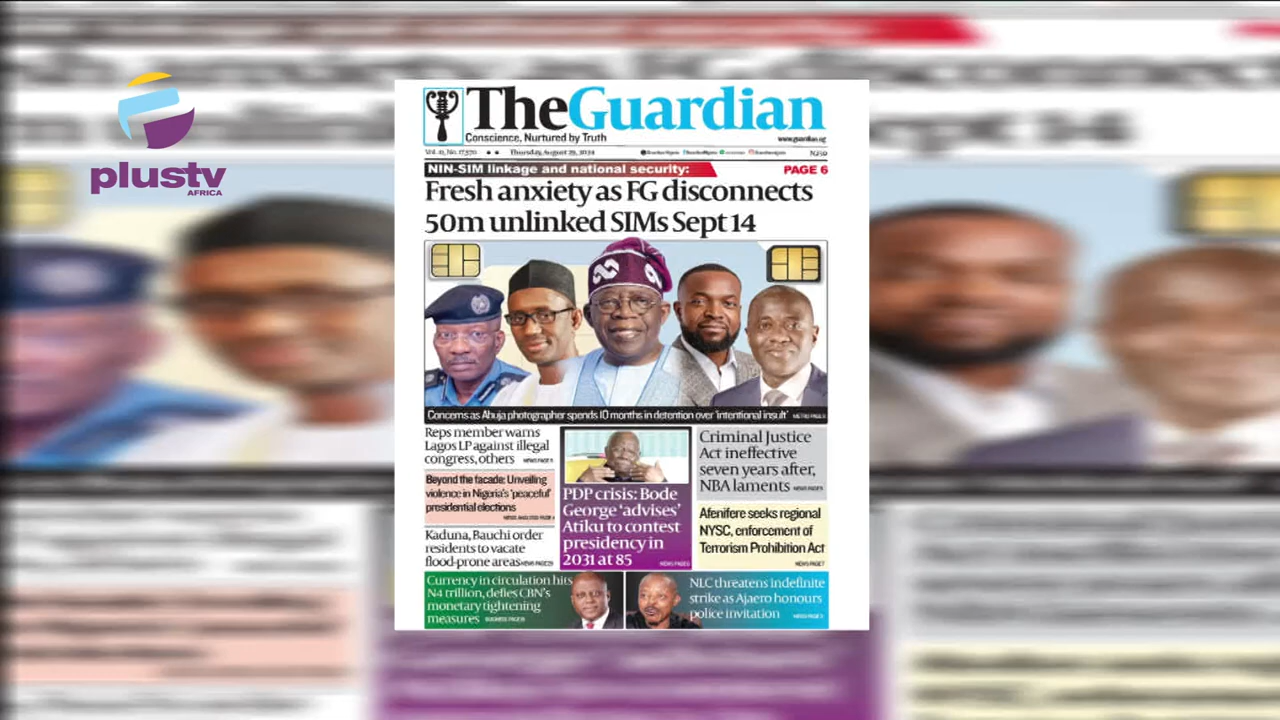 plustv
AFRICA
TheGuardian
Conscience, Nurtured by Truth
www.guardian.ng
Thursday, August 29, 2024
NIN-SIM linkage and national security:
PAGE 6
Fresh anxiety as FG disconnects
50m unlinked SIMs Sept 14
Concerns as Abuja photographer spends 10 months in detention over 'intentional insult'
Reps member warns
Lagos LP against illegal
congress, others
Beyond the facade: Unveiling
violence in Nigeria's 'peaceful'
presidential elections
Kaduna, Bauchi order
residents to vacate
flood-prone areas
PDP crisis: Bode
George 'advises'
Atiku to contest
presidency in
2031 at 85
Criminal Justice
Act ineffective
seven years after,
NBA laments
Afenifere seeks regional
NYSC, enforcement of
Terrorism Prohibition Act
Currency in circulation hits
N4 trillion, defies CBN's
monetary tightening
measures
NLC threatens indefinite
strike as Ajaero honours
police invitation